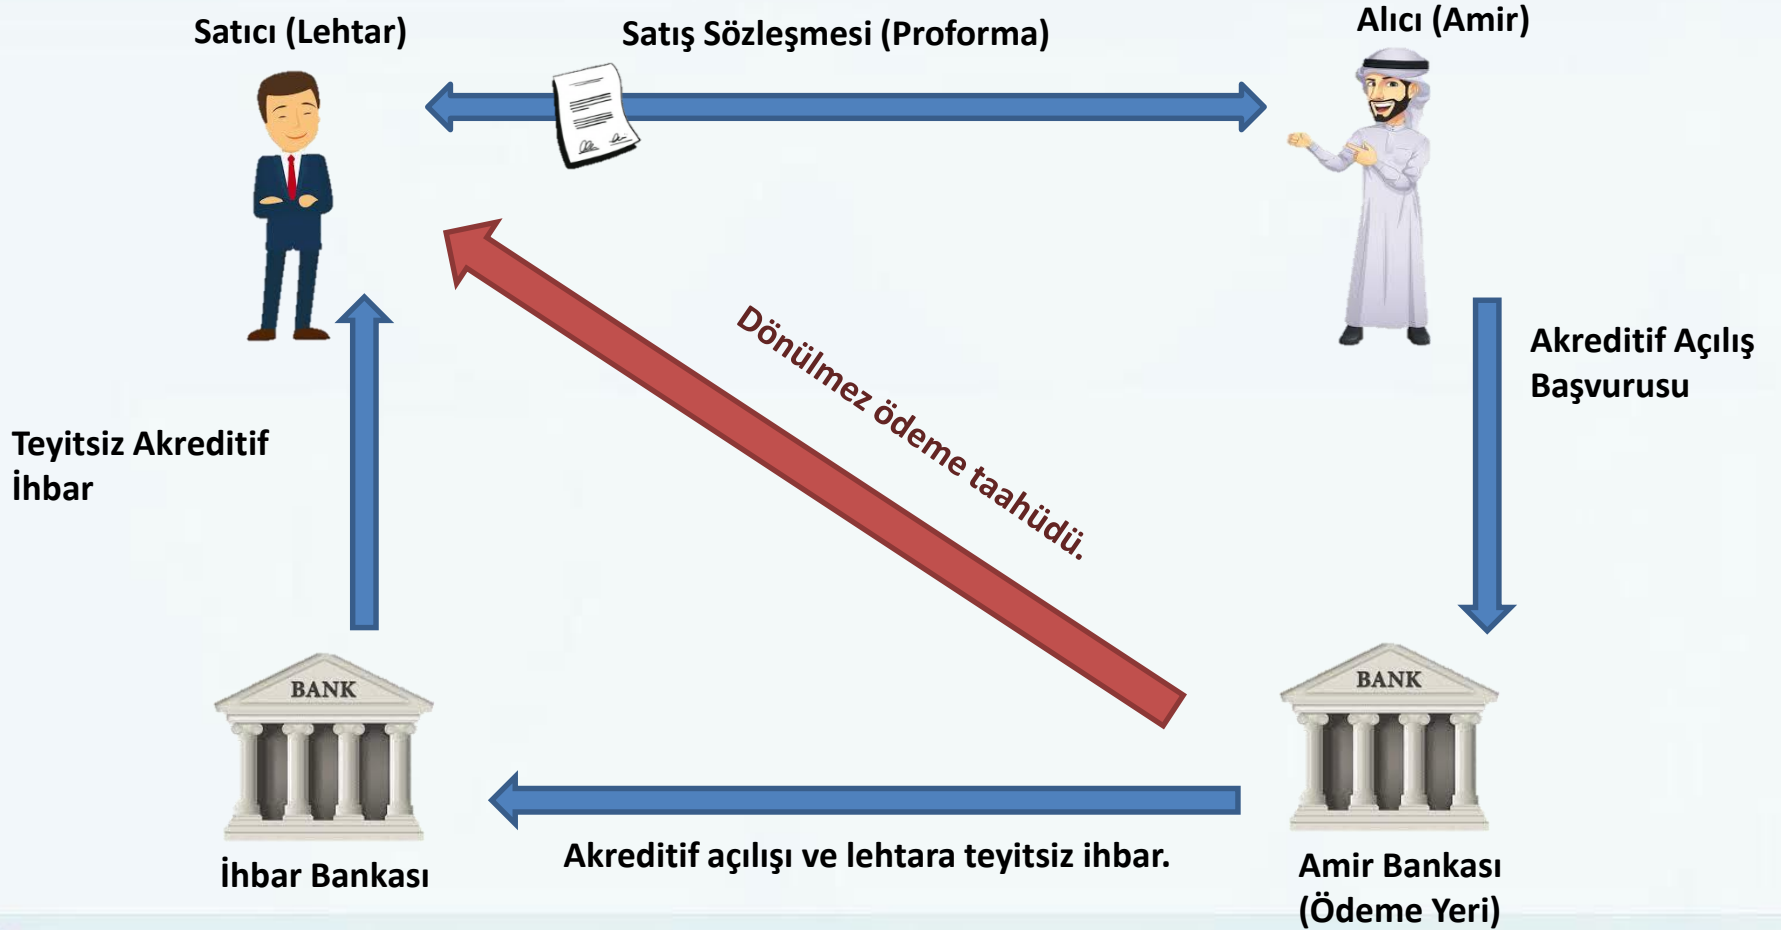 Satıcı (Lehtar)
Satış Sözleşmesi (Proforma)
Alıcı (Amir)
Dönülmez ödeme taahüdü.
Akreditif Açılış
Başvurusu
Teyitsiz Akreditif
İhbar
BANK
BANK
Akreditif açılışı ve lehtara teyitsiz ihbar.
İhbar Bankası
Amir Bankası
(Ödeme Yeri)